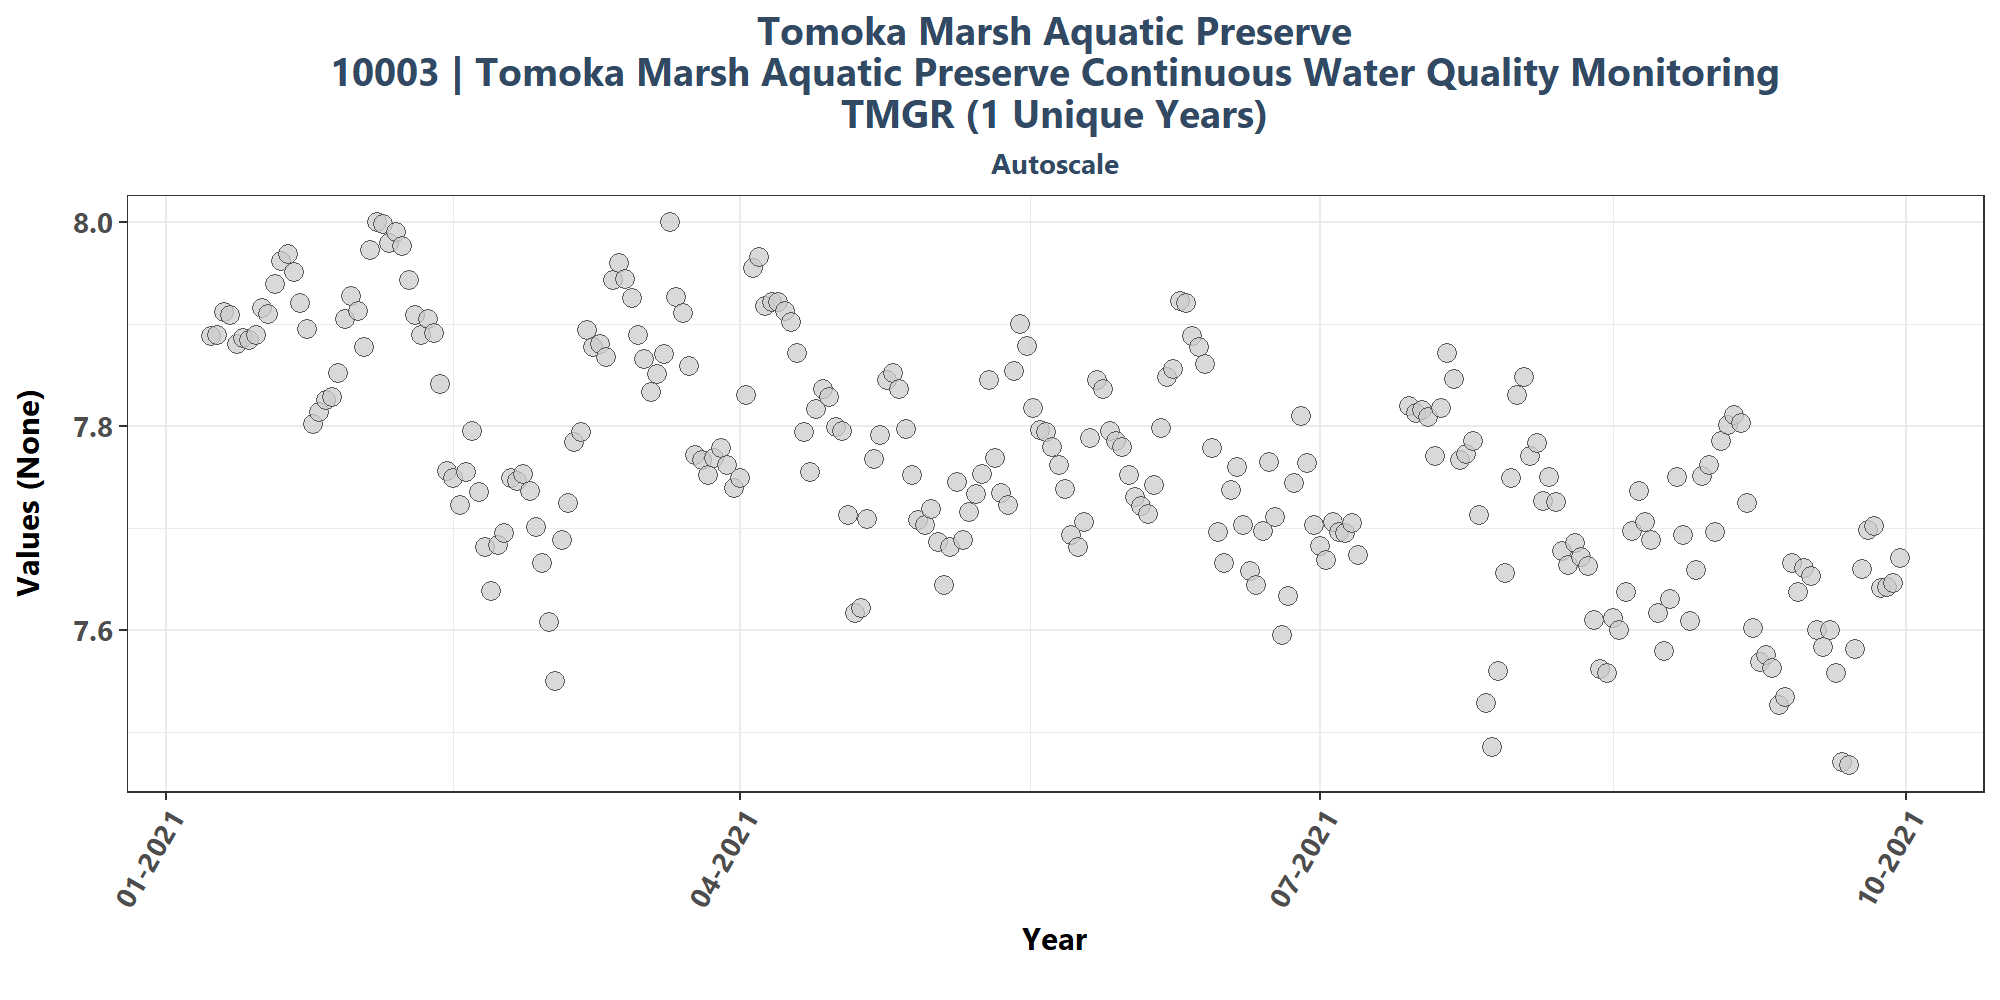 Tomoka Marsh Aquatic Preserve
10003 | Tomoka Marsh Aquatic Preserve Continuous Water Quality Monitoring
TMGR (1 Unique Years)
Autoscale
Values (None)
8.0
7.8
7.6
01-2021
04-2021
07-2021
10-2021
Year